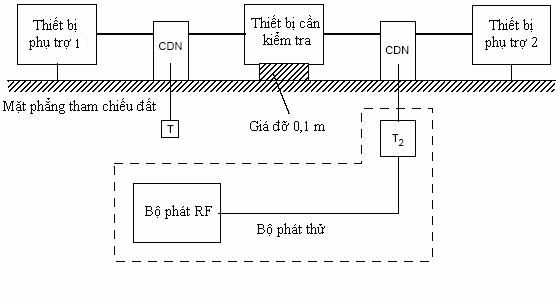 Thiết bị
phụ trợ 1
CDN
Thiết bị cần
kiểm tra
CDN
Thiết bị
phụ trợ 2
Mặt phẳng tham chiếu đất
T
Giá đỡ 0,1 m
T2
Bộ phát RF
Bộ phát thử